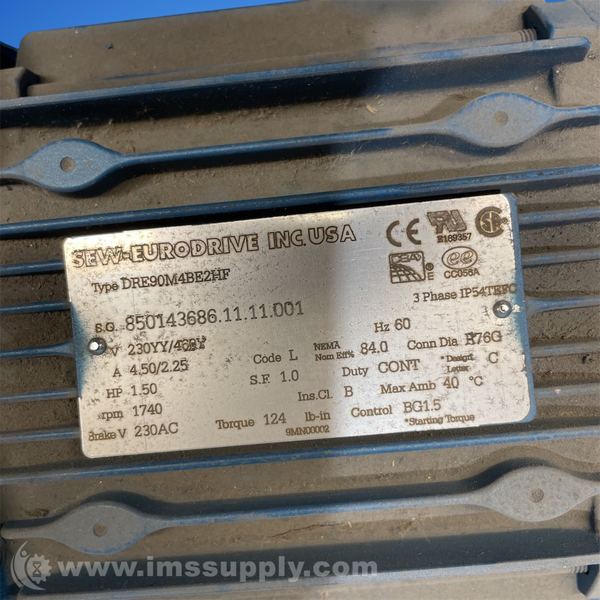 SEW-EURODRIVE INC. USA
CE
E189357
CC056A
E
Type DRE90M4BE2HF
3 Phase IP54TEFC
S.O. 850143686.11.11.001
Hz 60
V 230YY/460Y
Code L
NEMA Nom Eff% 84.0
Conn Dia R76G
A 4.50/2.25
S.F. 1.0
Duty CONT
*Design Letter C
HP 1.50
Ins.Cl. B
Max Amb 40 °C
rpm 1740
Torque 124 lb-in
Control BG1.5
Brake V 230AC
9MN00002
*Starting Torque
www.imssupply.com